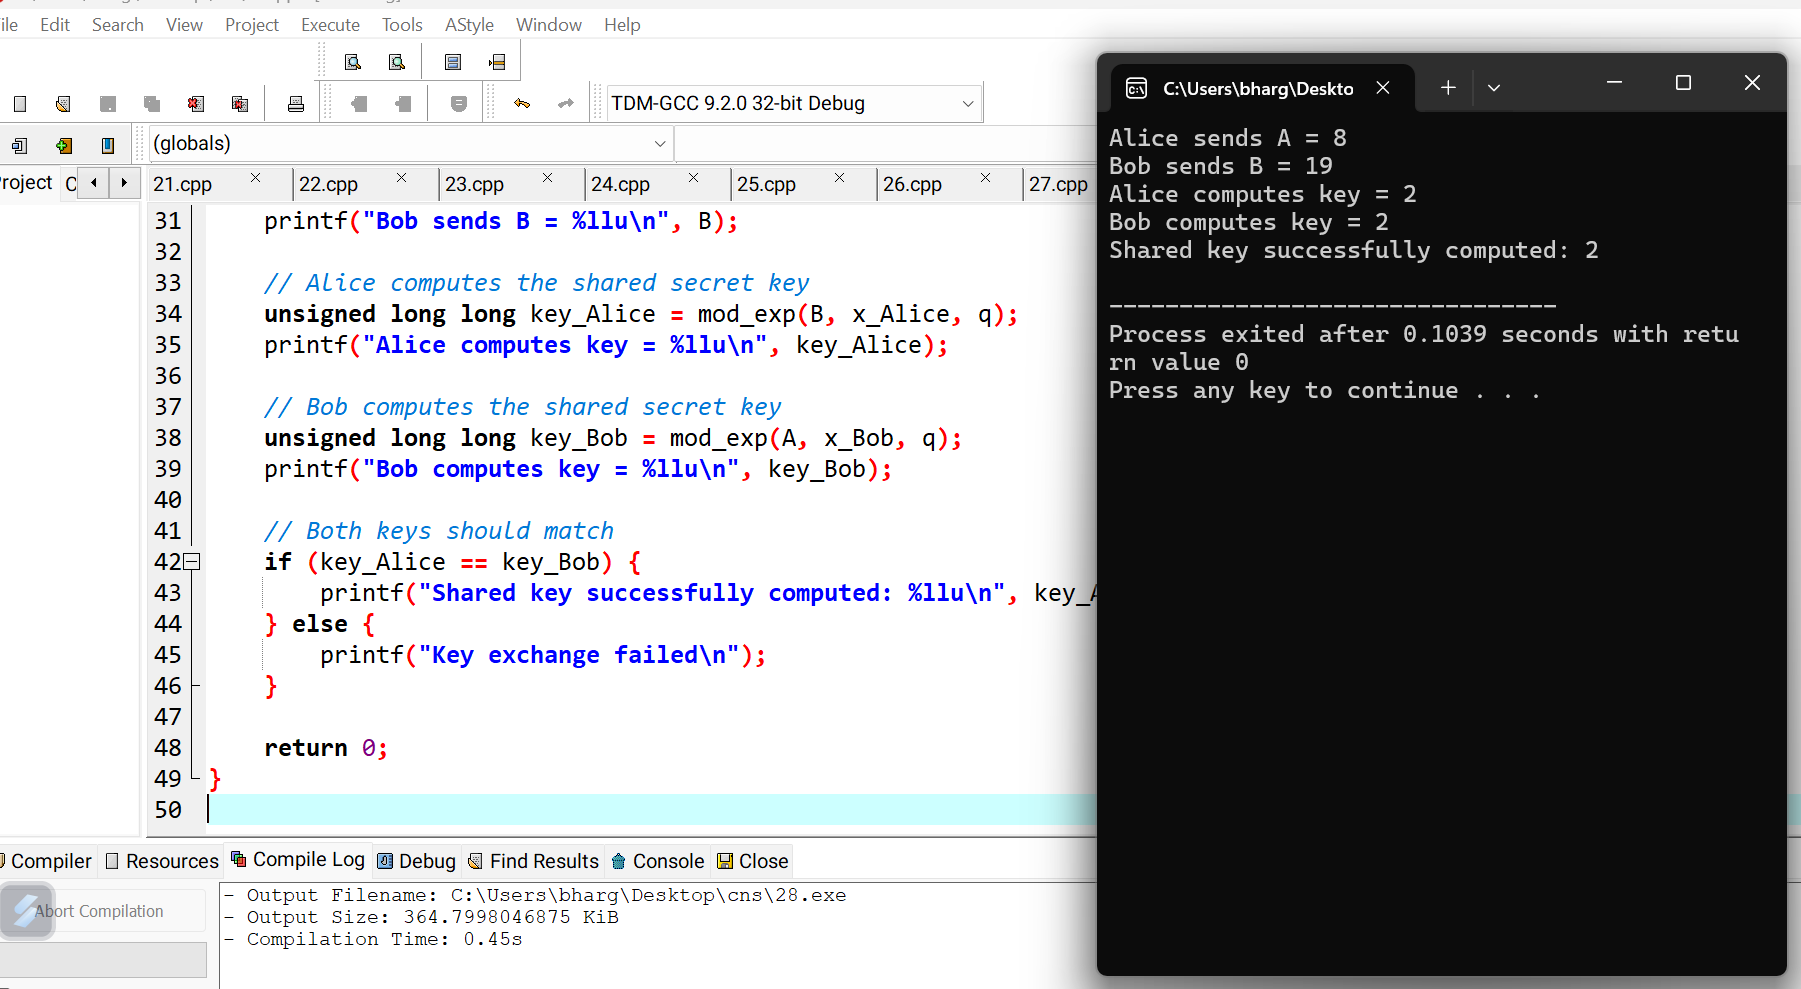 ile Edit Search View Project Execute Tools AStyle Window Help
TDM-GCC 9.2.0 32-bit Debug
(globals)
roject C
21.cpp 22.cpp 23.cpp 24.cpp 25.cpp 26.cpp 27.cpp
31 printf("Bob sends B = %llu\n", B);
32
33 // Alice computes the shared secret key
34 unsigned long long key_Alice = mod_exp(B, x_Alice, q);
35 printf("Alice computes key = %llu\n", key_Alice);
36
37 // Bob computes the shared secret key
38 unsigned long long key_Bob = mod_exp(A, x_Bob, q);
39 printf("Bob computes key = %llu\n", key_Bob);
40
41 // Both keys should match
42 if (key_Alice == key_Bob) {
43 printf("Shared key successfully computed: %llu\n", key_A
44 } else {
45 printf("Key exchange failed\n");
46 }
47
48 return 0;
49 }
50
Compiler Resources Compile Log Debug Find Results Console Close
Abort Compilation
- Output Filename: C:\Users\bharg\Desktop\cns\28.exe
- Output Size: 364.7998046875 KiB
- Compilation Time: 0.45s
C:\Users\bharg\Deskto
Alice sends A = 8
Bob sends B = 19
Alice computes key = 2
Bob computes key = 2
Shared key successfully computed: 2
--------------------------------
Process exited after 0.1039 seconds with retu
rn value 0
Press any key to continue . . .